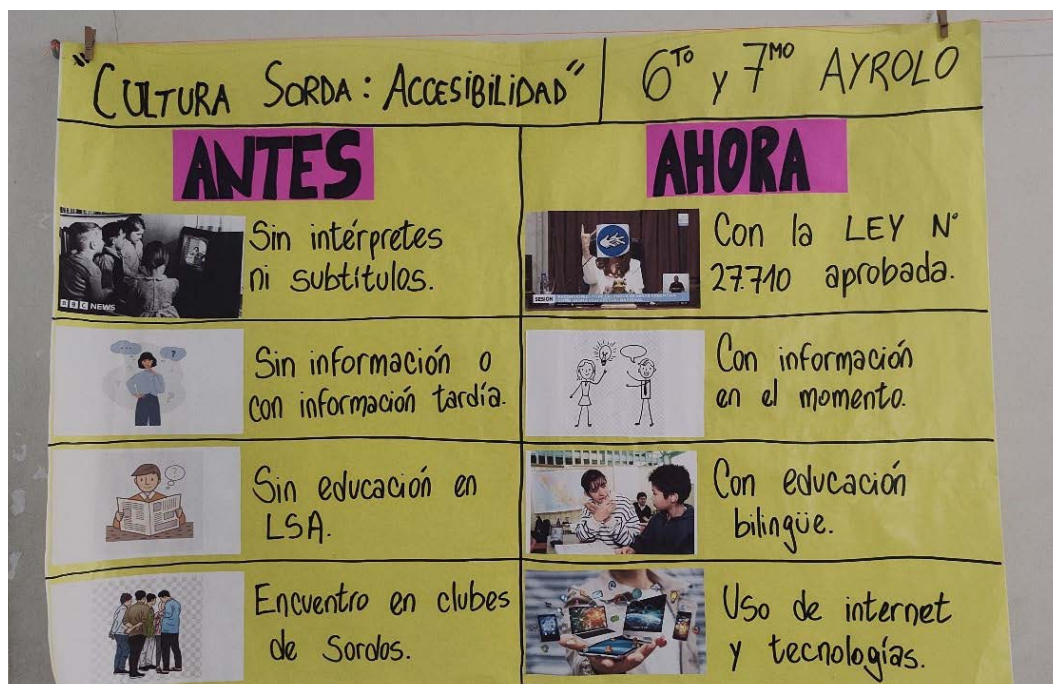 "CULTURA SORDA: ACCESIBILIDAD"
6TO y 7MO AYROLO
ANTES
AHORA
BBC NEWS
Sin intérpretes
ni subtítulos.
SESIÓN
Con la LEY N°
27.710 aprobada.
Sin información o
con información tardía.
Con información
en el momento.
Sin educación en
LSA.
Con educación
bilingüe.
Encuentro en clubes
de Sordos.
Uso de internet
y tecnologías.